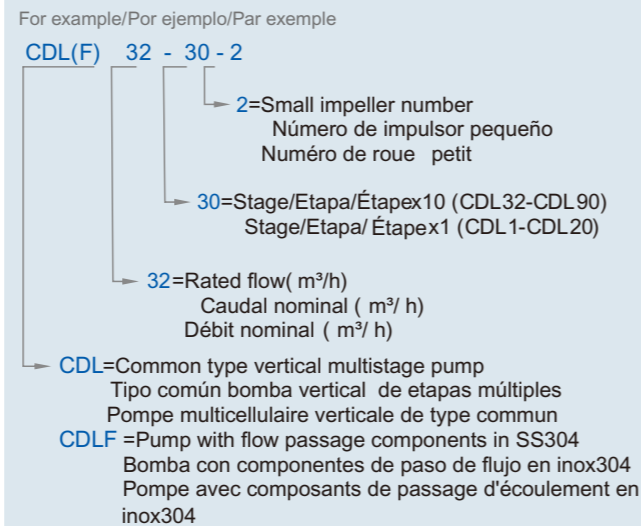 For example/Por ejemplo/Par exemple
CDL(F) 32 - 30 - 2
2=Small impeller number
Número de impulsor pequeño
Numéro de roue petit
30=Stage/Etapa/Étapex10 (CDL32-CDL90)
Stage/Etapa/ Étapex1 (CDL1-CDL20)
32=Rated flow( m³/h)
Caudal nominal ( m³/ h)
Débit nominal ( m³/ h)
CDL=Common type vertical multistage pump
Tipo común bomba vertical de etapas múltiples
Pompe multicellulaire verticale de type commun
CDLF =Pump with flow passage components in SS304
Bomba con componentes de paso de flujo en inox304
Pompe avec composants de passage d'écoulement en
inox304